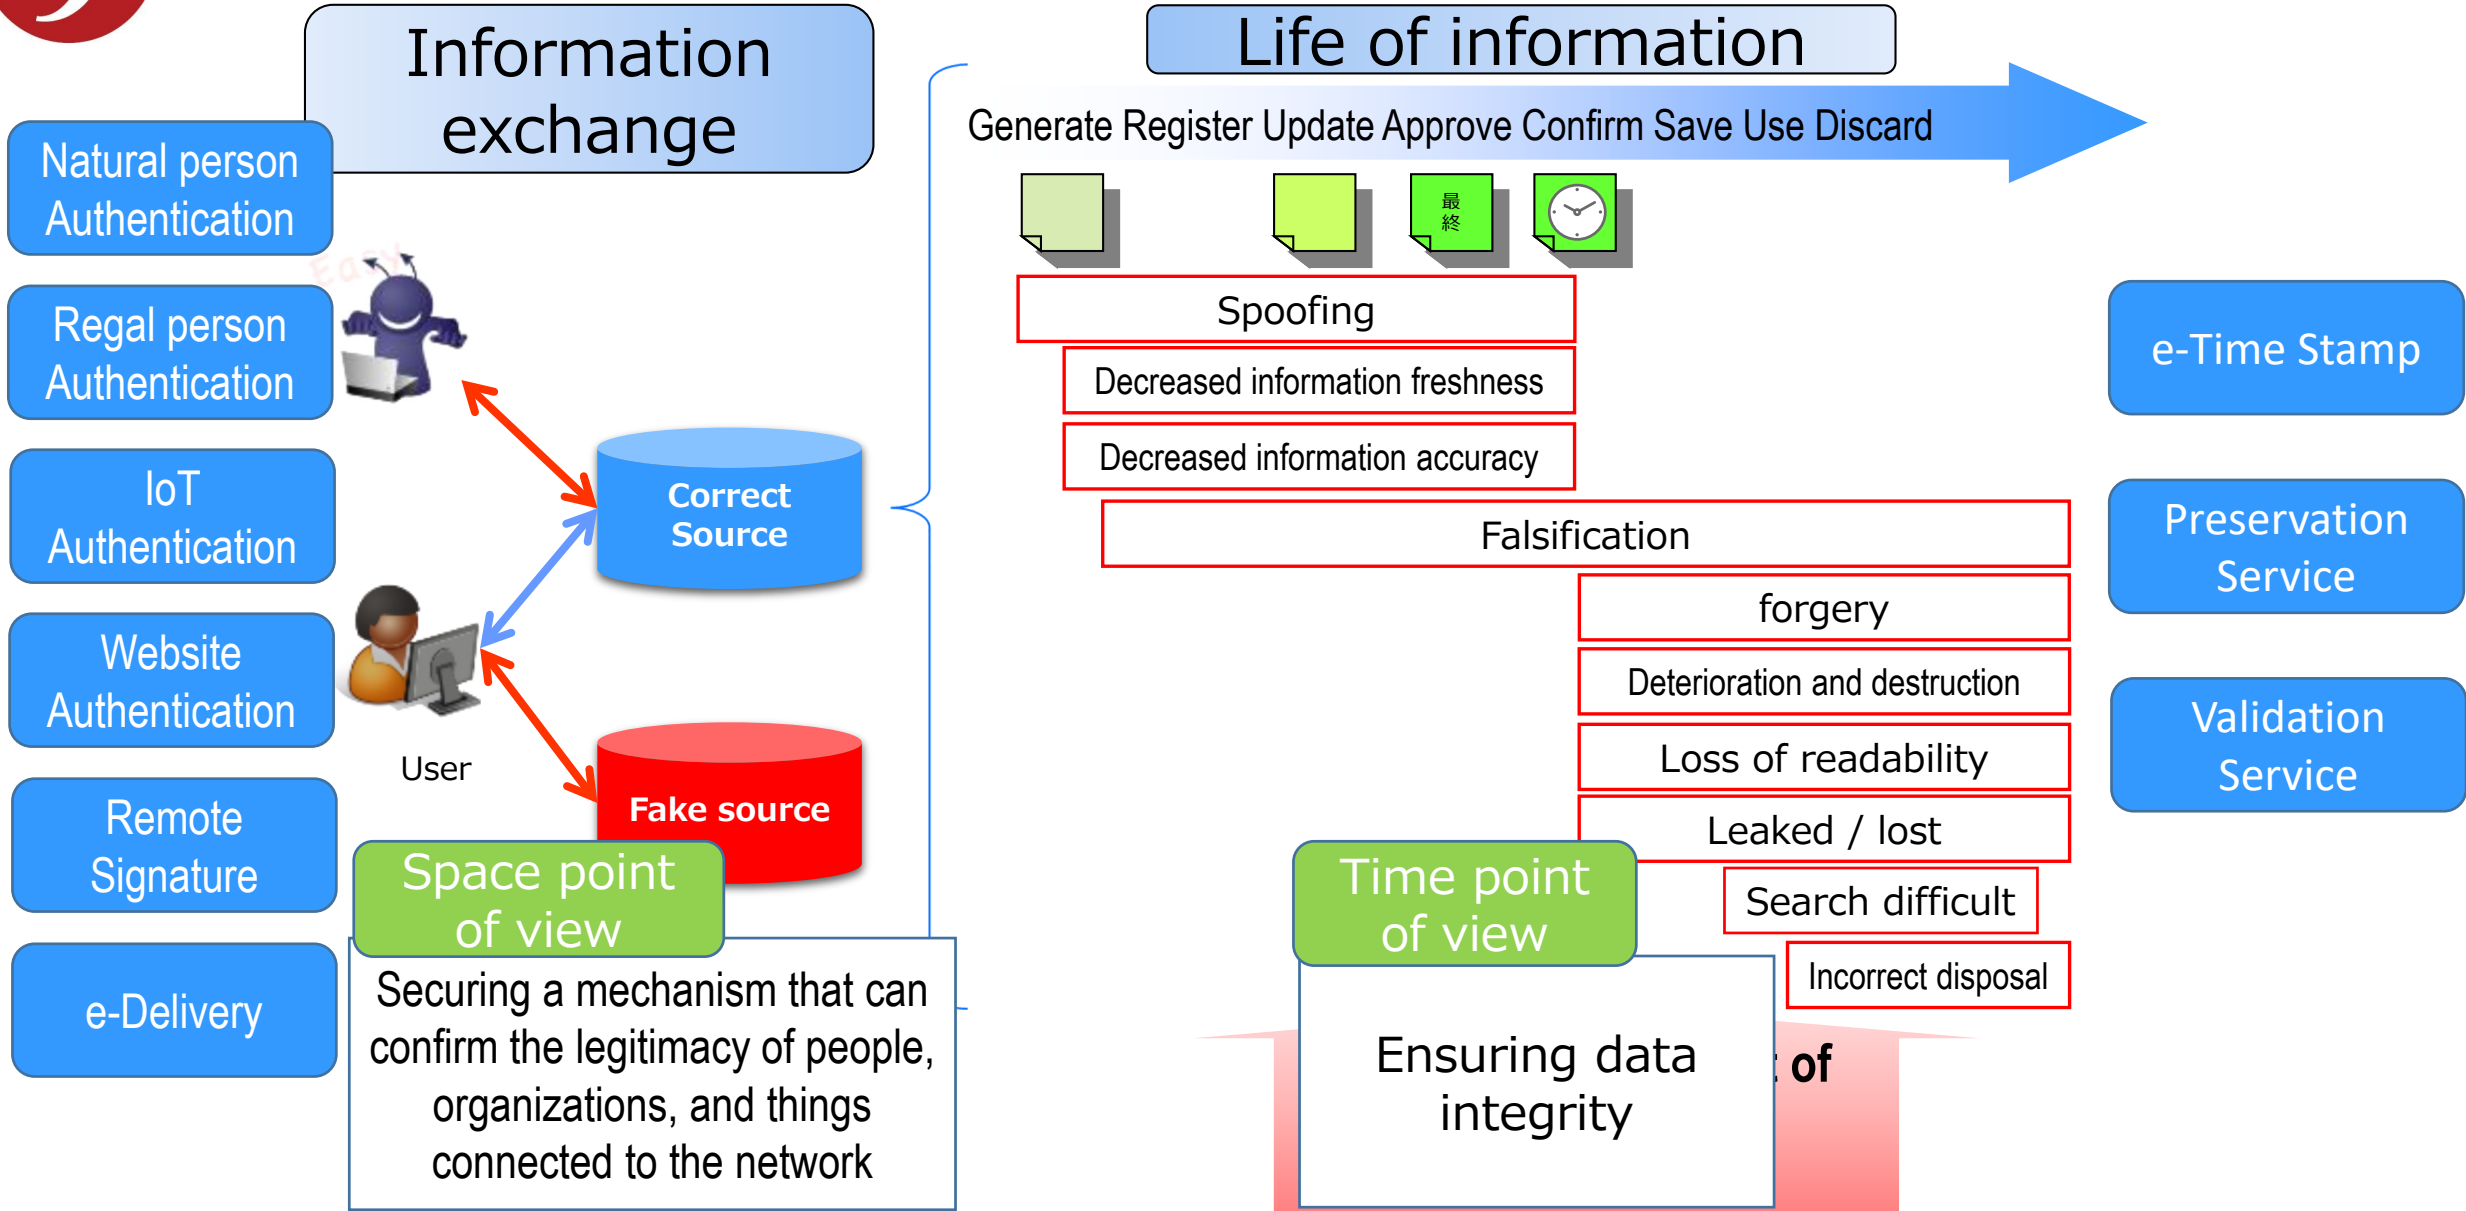 Information
exchange
Natural person
Authentication
Regal person
Authentication
IoT
Authentication
Website
Authentication
Remote
Signature
e-Delivery
Easy
User
Correct
Source
Fake source
Space point
of view
Securing a mechanism that can
confirm the legitimacy of people,
organizations, and things
connected to the network
Life of information
Generate Register Update Approve Confirm Save Use Discard
最
終
Spoofing
Decreased information freshness
Decreased information accuracy
Falsification
forgery
Deterioration and destruction
Loss of readability
Leaked / lost
Search difficult
Incorrect disposal
Time point
of view
Ensuring data
integrity
of
e-Time Stamp
Preservation
Service
Validation
Service